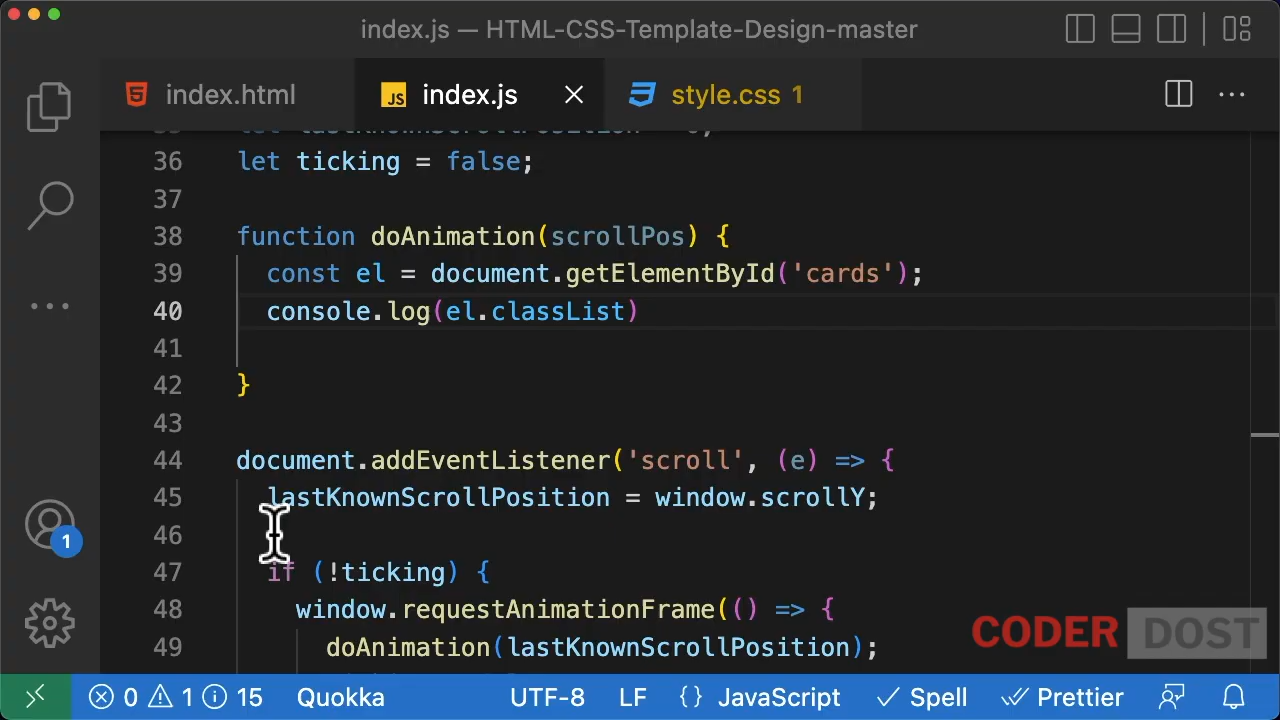 index.js — HTML-CSS-Template-Design-master
index.html
index.js
style.css 1
36 let ticking = false;
37
38 function doAnimation(scrollPos) {
39 const el = document.getElementById('cards');
40 console.log(el.classList)
41
42 }
43
44 document.addEventListener('scroll', (e) => {
45 lastKnownScrollPosition = window.scrollY;
46
47 if (!ticking) {
48 window.requestAnimationFrame(() => {
49 doAnimation(lastKnownScrollPosition);
1
CODER DOST
0 1 15 Quokka UTF-8 LF {} JavaScript Spell Prettier